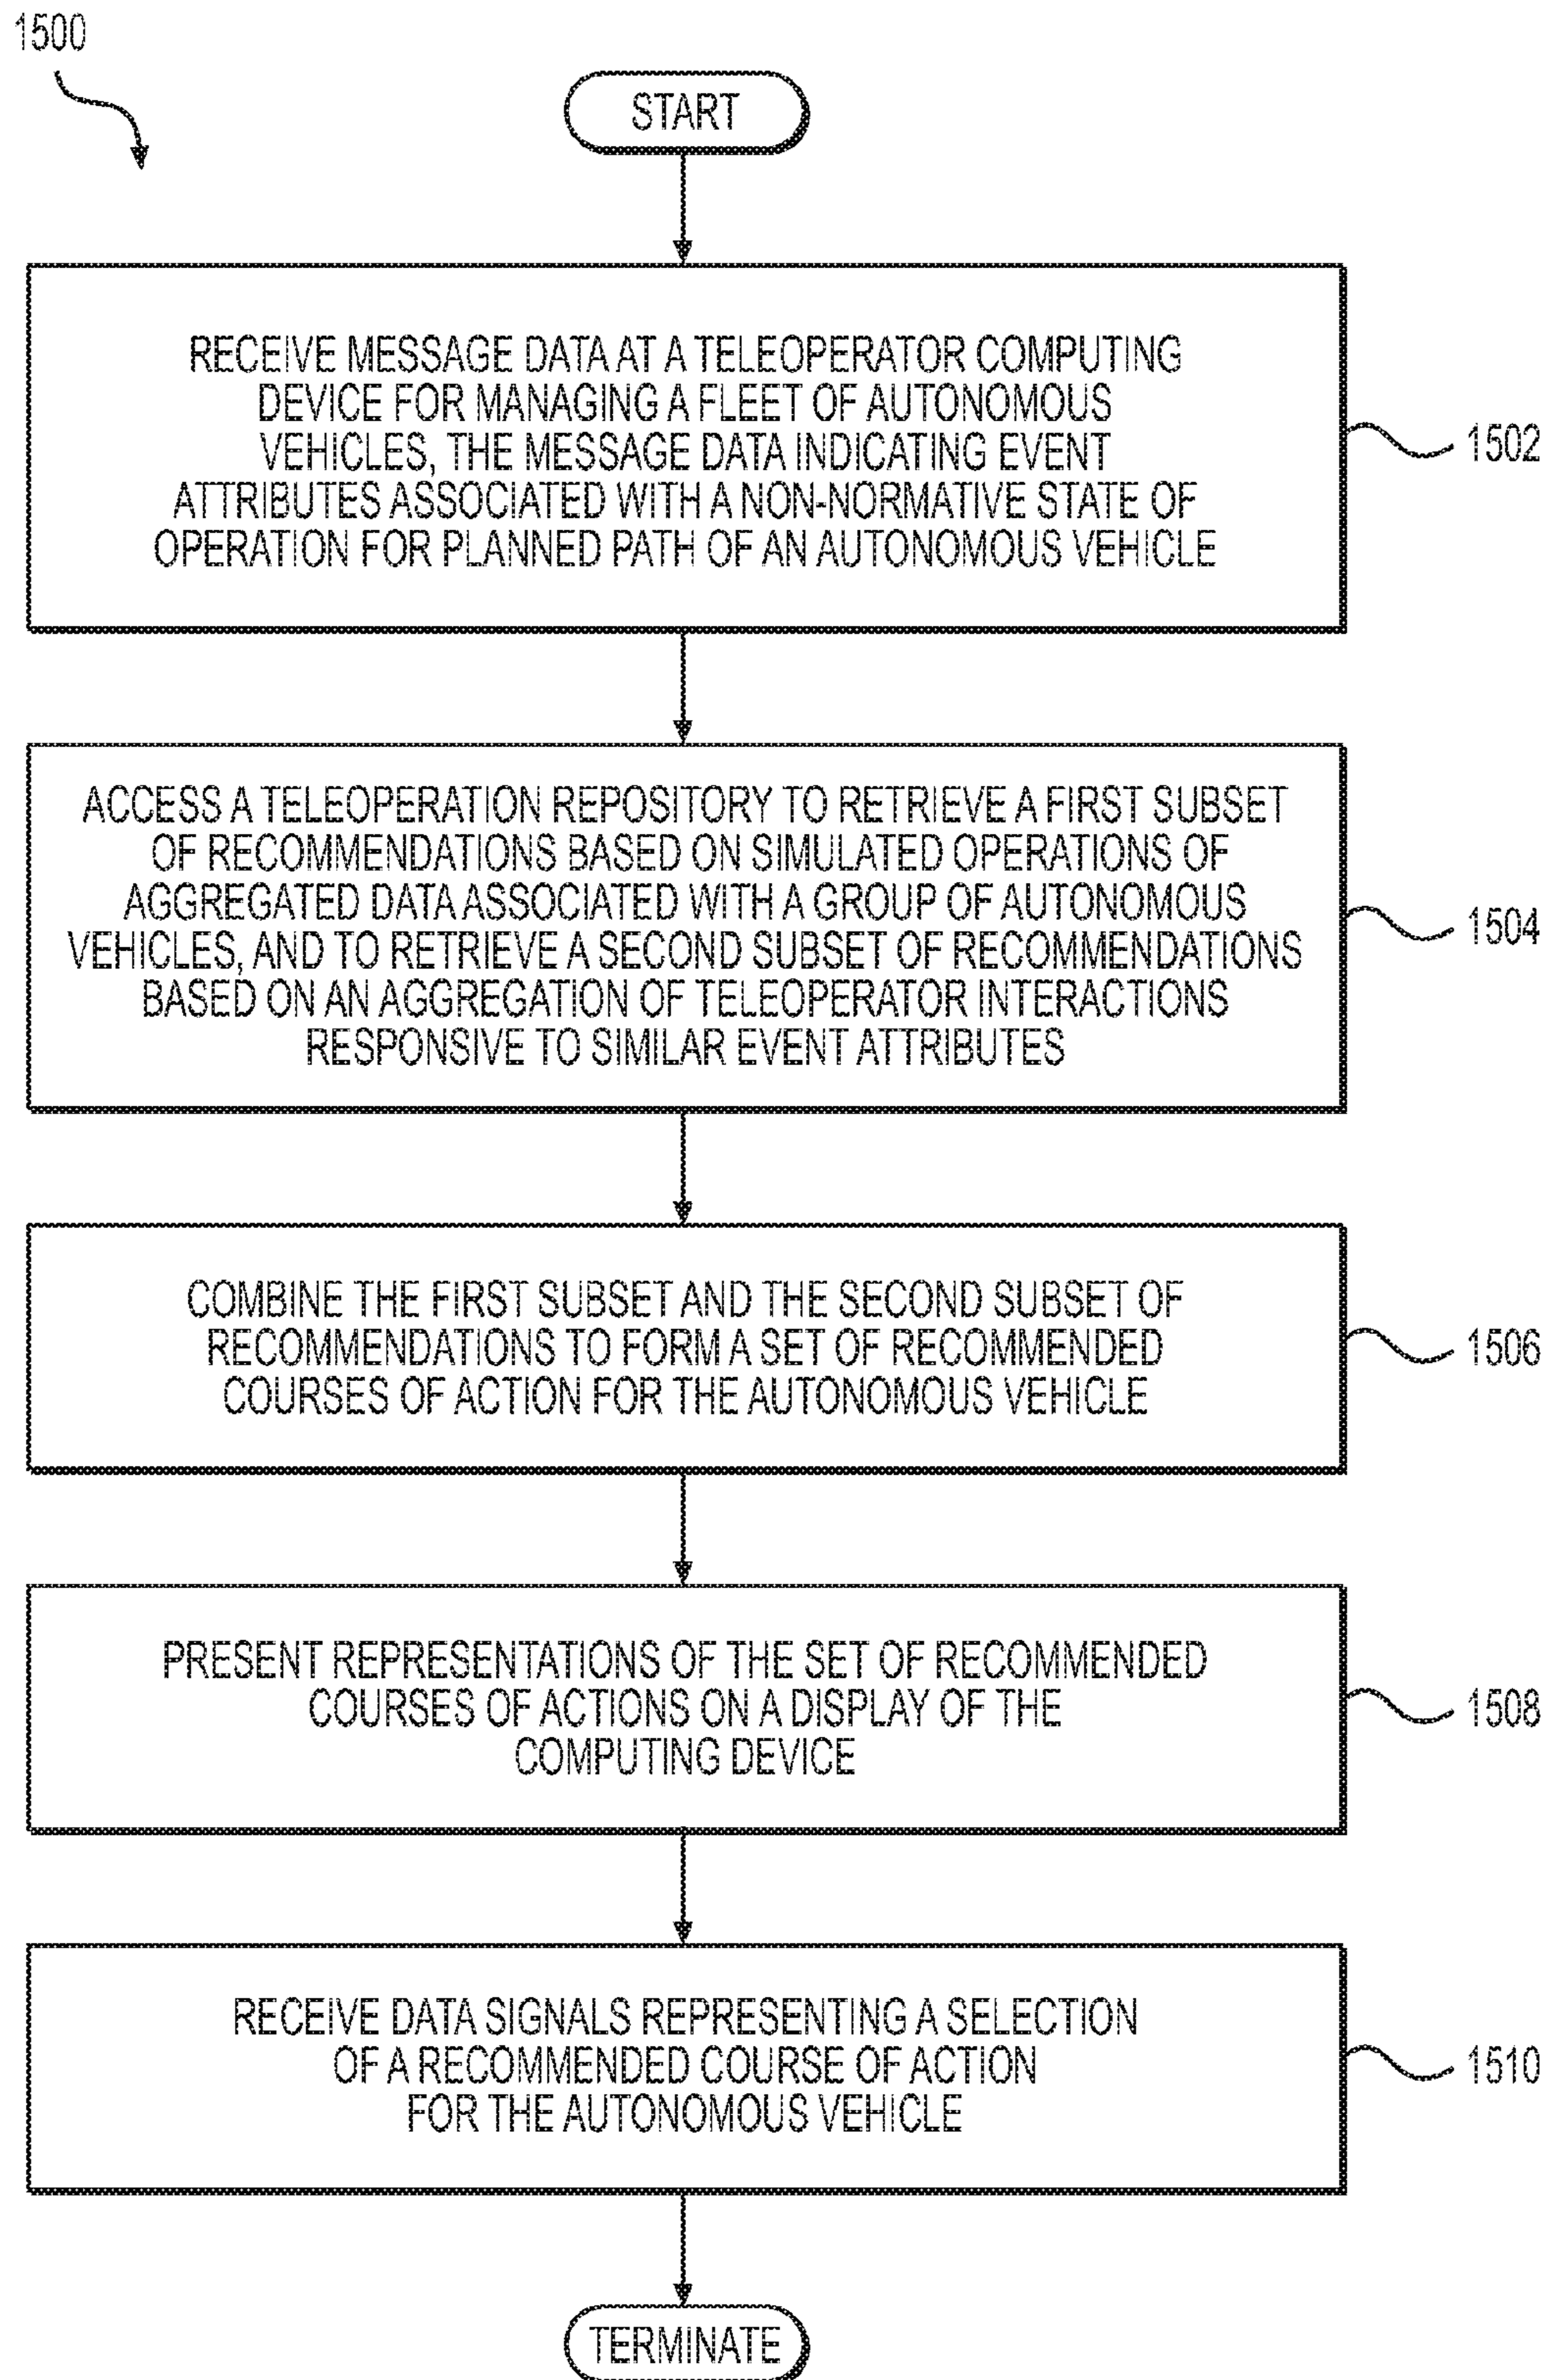 1500
START
RECEIVE MESSAGE DATA AT A TELEOPERATOR COMPUTING
DEVICE FOR MANAGING A FLEET OF AUTONOMOUS
VEHICLES, THE MESSAGE DATA INDICATING EVENT
ATTRIBUTES ASSOCIATED WITH A NON-NORMATIVE STATE OF
OPERATION FOR PLANNED PATH OF AN AUTONOMOUS VEHICLE
1502
ACCESS A TELEOPERATION REPOSITORY TO RETRIEVE A FIRST SUBSET
OF RECOMMENDATIONS BASED ON SIMULATED OPERATIONS OF
AGGREGATED DATA ASSOCIATED WITH A GROUP OF AUTONOMOUS
VEHICLES, AND TO RETRIEVE A SECOND SUBSET OF RECOMMENDATIONS
BASED ON AN AGGREGATION OF TELEOPERATOR INTERACTIONS
RESPONSIVE TO SIMILAR EVENT ATTRIBUTES
1504
COMBINE THE FIRST SUBSET AND THE SECOND SUBSET OF
RECOMMENDATIONS TO FORM A SET OF RECOMMENDED
COURSES OF ACTION FOR THE AUTONOMOUS VEHICLE
1506
PRESENT REPRESENTATIONS OF THE SET OF RECOMMENDED
COURSES OF ACTIONS ON A DISPLAY OF THE
COMPUTING DEVICE
1508
RECEIVE DATA SIGNALS REPRESENTING A SELECTION
OF A RECOMMENDED COURSE OF ACTION
FOR THE AUTONOMOUS VEHICLE
1510
TERMINATE